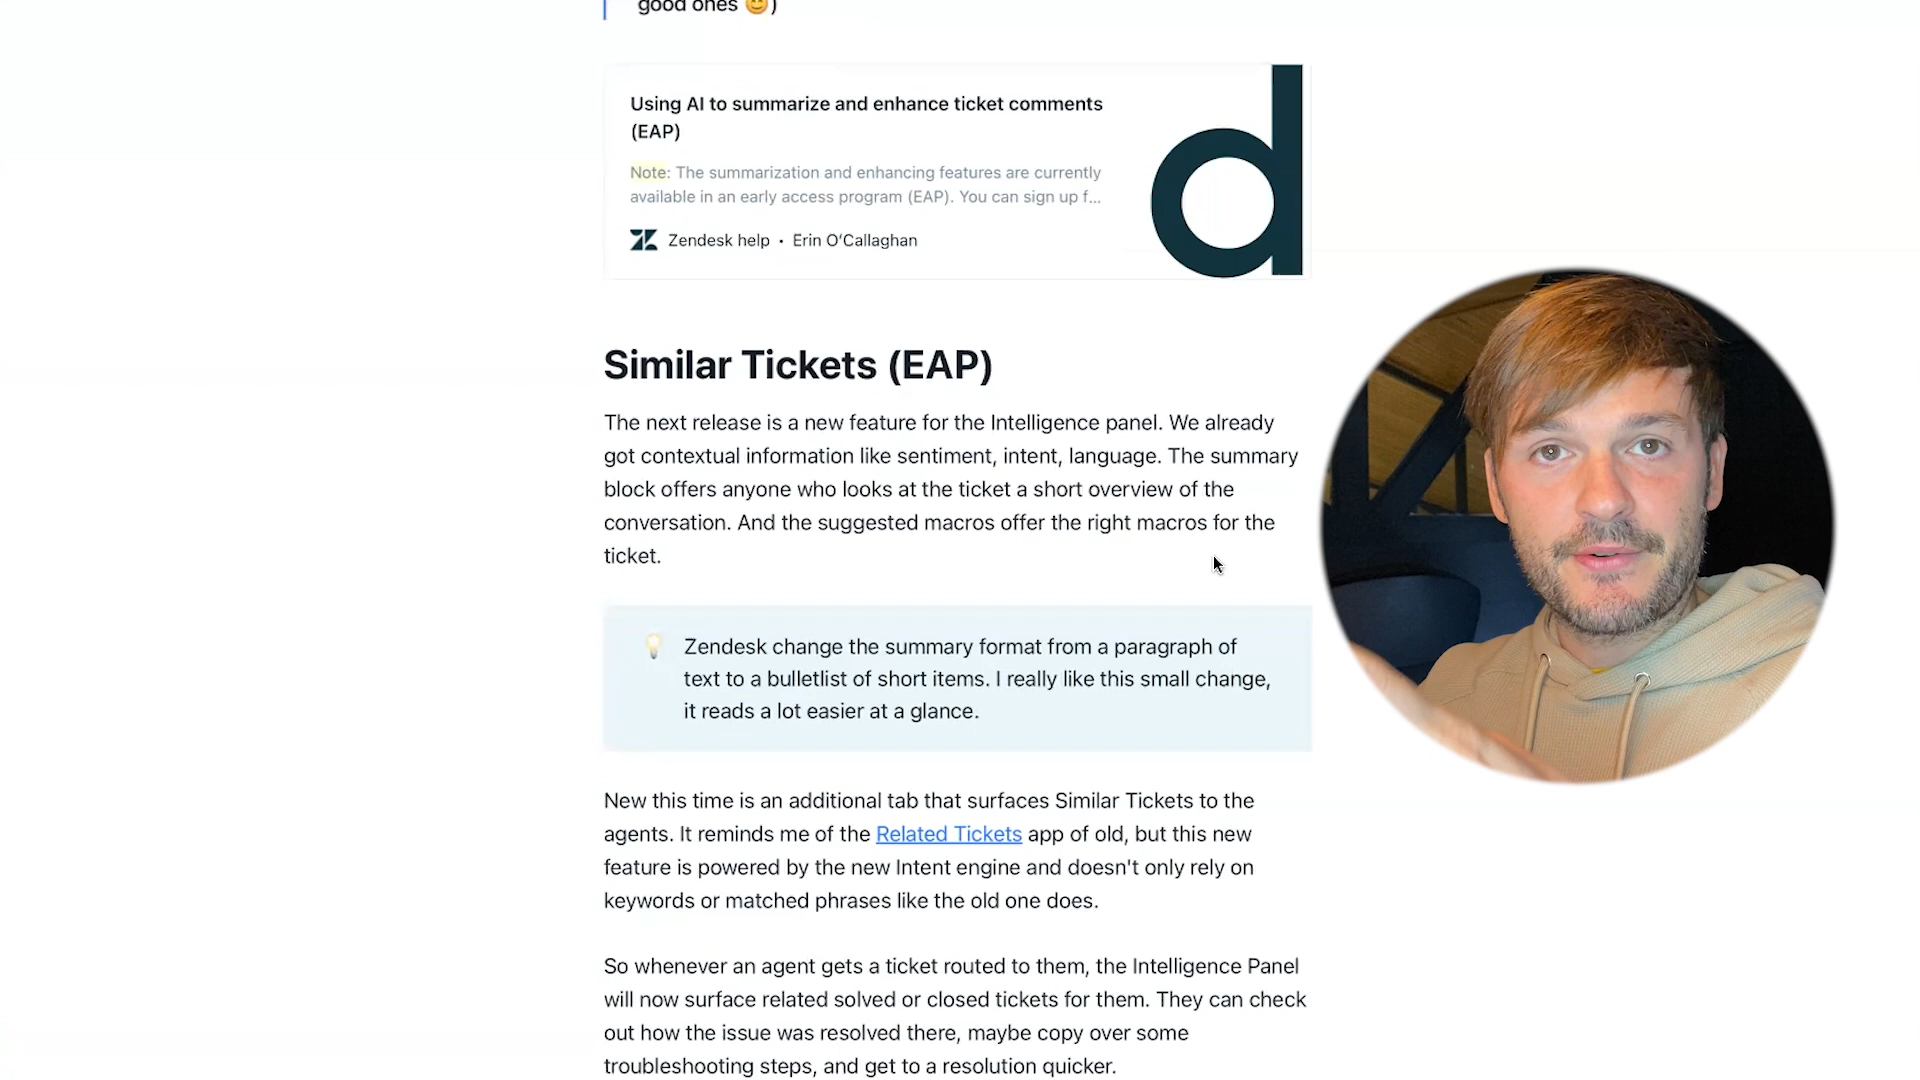 good ones 😊)
Using AI to summarize and enhance ticket comments
(EAP)
Note: The summarization and enhancing features are currently
available in an early access program (EAP). You can sign up f...
Zendesk help • Erin O'Callaghan
d
Similar Tickets (EAP)
The next release is a new feature for the Intelligence panel. We already
got contextual information like sentiment, intent, language. The summary
block offers anyone who looks at the ticket a short overview of the
conversation. And the suggested macros offer the right macros for the
ticket.
💡 Zendesk change the summary format from a paragraph of
text to a bulletlist of short items. I really like this small change,
it reads a lot easier at a glance.
New this time is an additional tab that surfaces Similar Tickets to the
agents. It reminds me of the Related Tickets app of old, but this new
feature is powered by the new Intent engine and doesn't only rely on
keywords or matched phrases like the old one does.
So whenever an agent gets a ticket routed to them, the Intelligence Panel
will now surface related solved or closed tickets for them. They can check
out how the issue was resolved there, maybe copy over some
troubleshooting steps, and get to a resolution quicker.